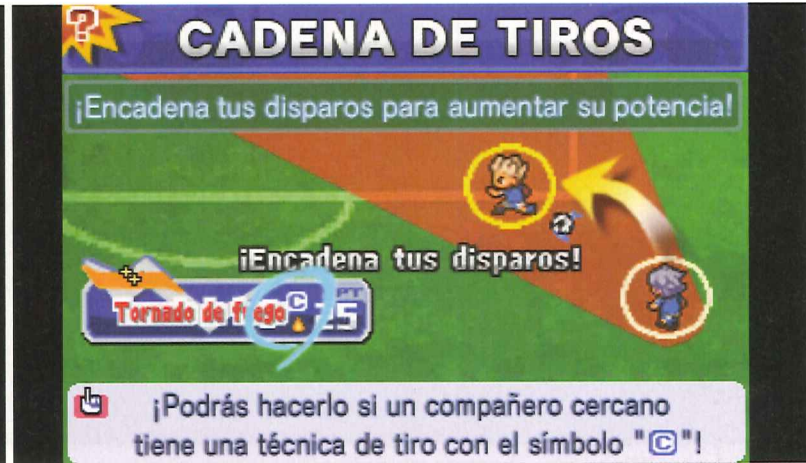 ?
CADENA DE TIROS
¡Encadena tus disparos para aumentar su potencia!
¡Encadena tus disparos!
PT
Tornado de fuego C 25
¡Podrás hacerlo si un compañero cercano
tiene una técnica de tiro con el símbolo "C"!